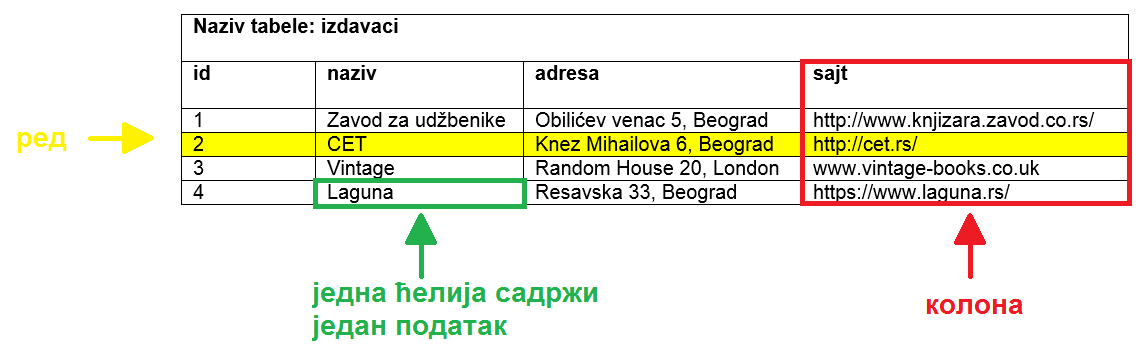 Naziv tabele: izdavaci
id naziv adresa sajt
1 Zavod za udžbenike Obilićev venac 5, Beograd http://www.knjizara.zavod.co.rs/
ред 2 CET Knez Mihailova 6, Beograd http://cet.rs/
3 Vintage Random House 20, London www.vintage-books.co.uk
4 Laguna Resavska 33, Beograd https://www.laguna.rs/
једна ћелија садржи
један податак
колона